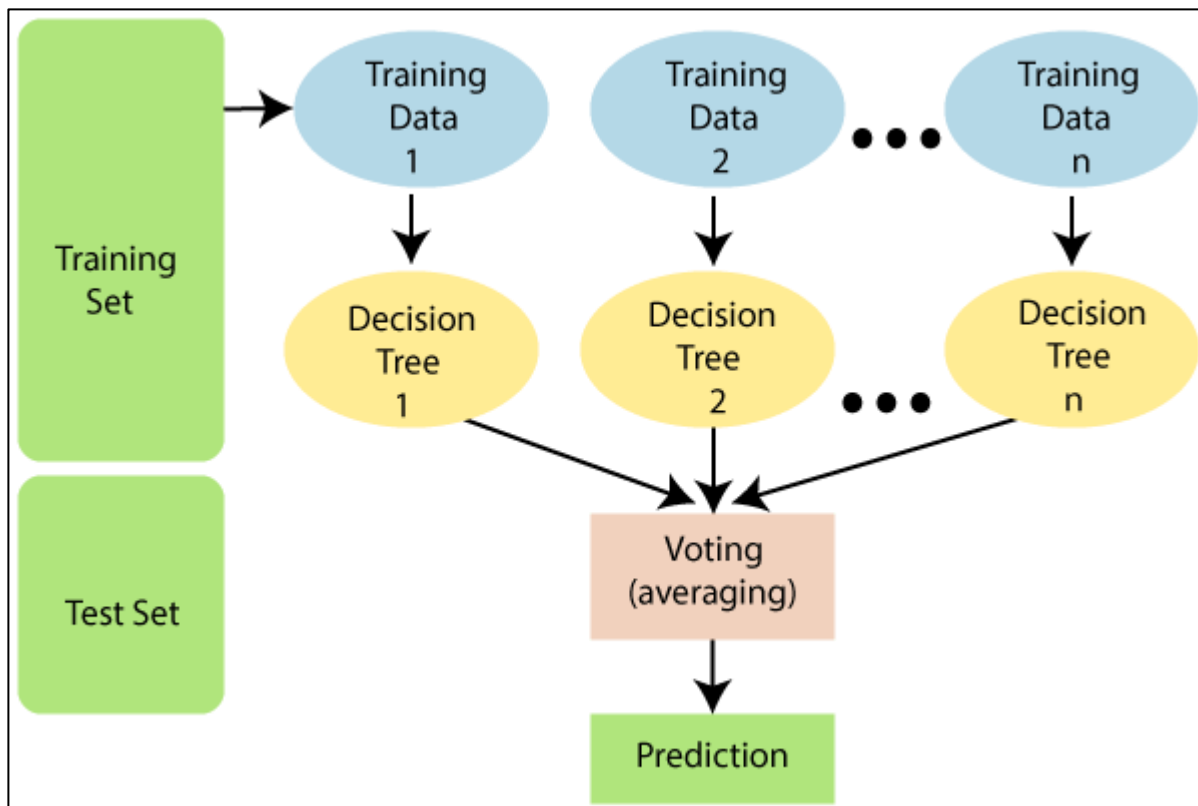 Training
Set
Test Set
Training
Data
1
Training
Data
2
Training
Data
n
Decision
Tree
1
Decision
Tree
2
Decision
Tree
n
Voting
(averaging)
Prediction